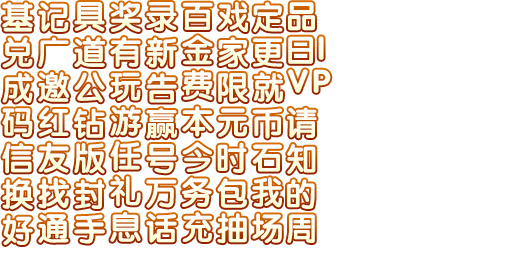 基记具奖录百戏定品
兑广道有新金家更日I
成邀公玩告费限就VP
码红钻游赢本元币请
信友版任号今时石知
换找封礼万务包我的
好通手息话充抽场周